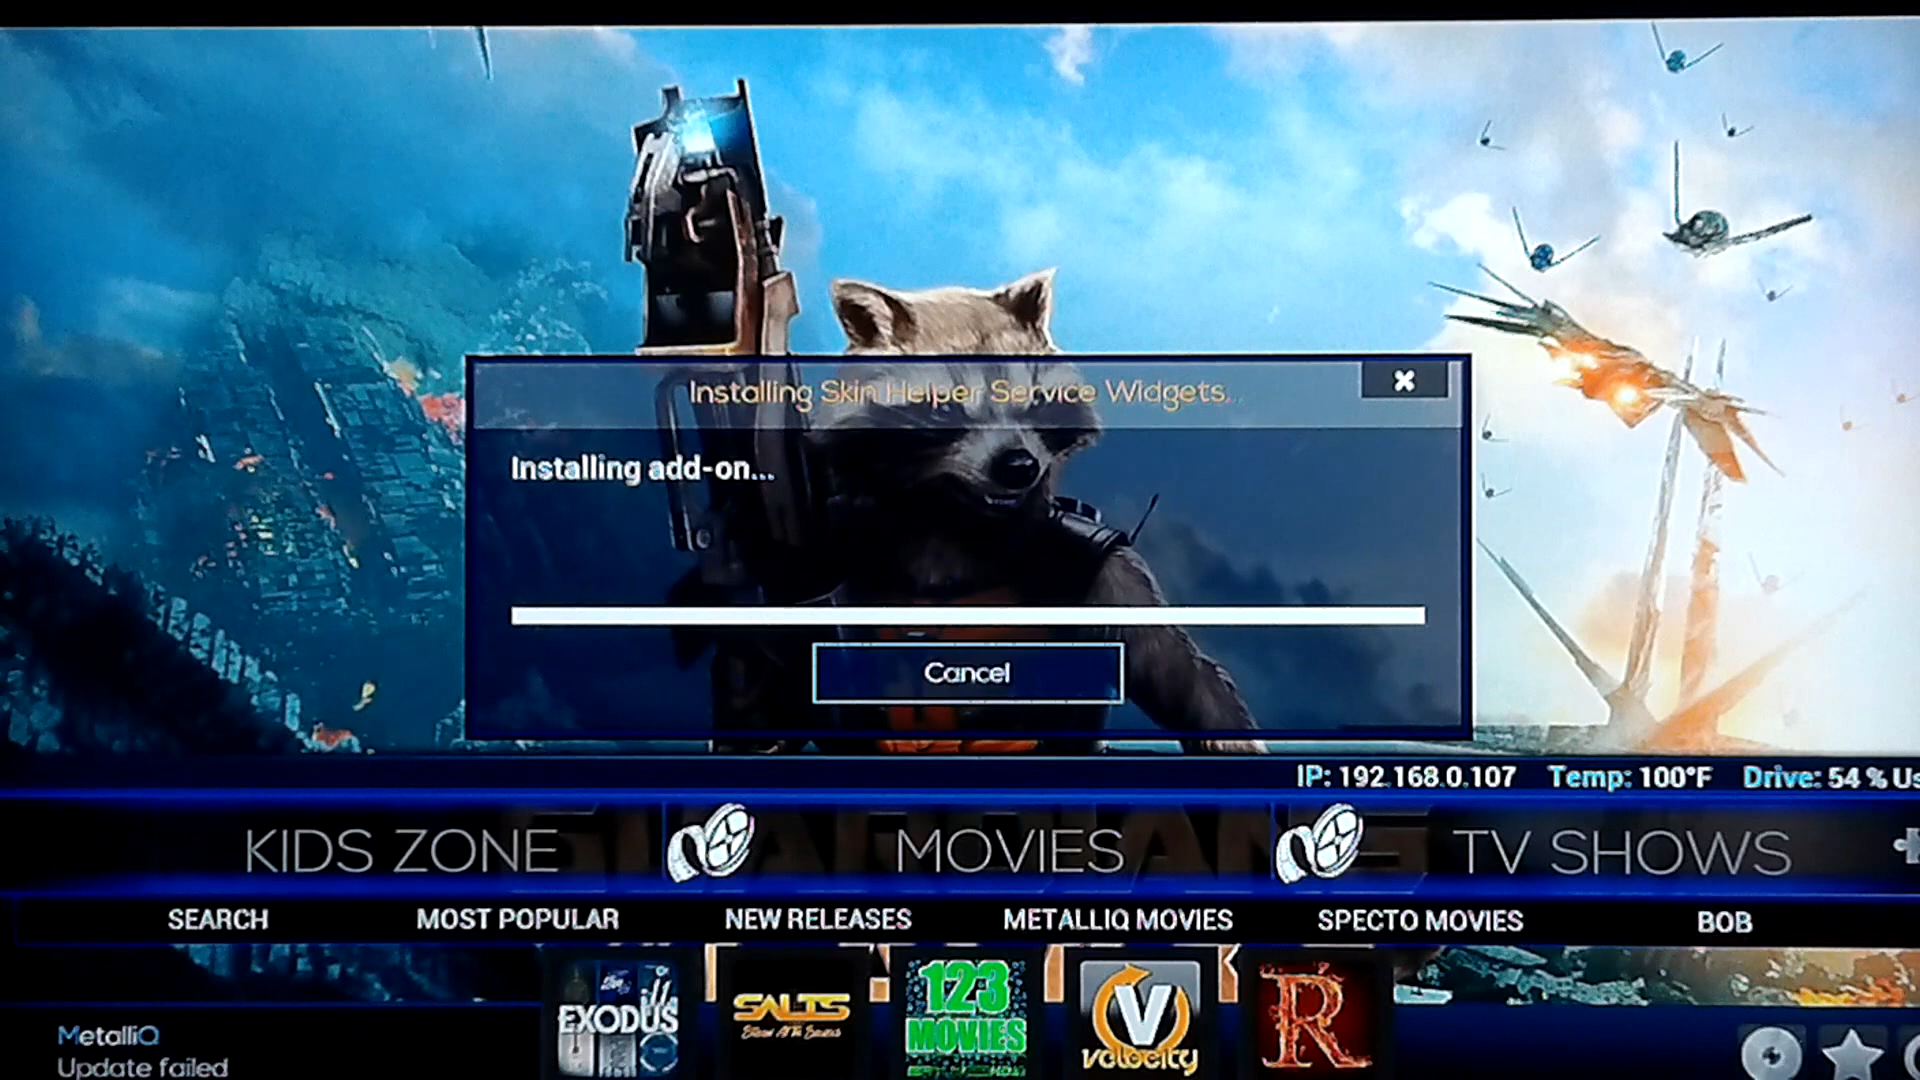 Installing Skin Helper Service Widgets...
Installing add-on...
Cancel
IP: 192.168.0.107 Temp: 100°F Drive: 54 % Us
KIDS ZONE MOVIES TV SHOWS
SEARCH MOST POPULAR NEW RELEASES METALLIQ MOVIES SPECTO MOVIES BOB
EXODUS
SALTS
123
MOVIES
V
velocity
R
MetalliQ
Update failed